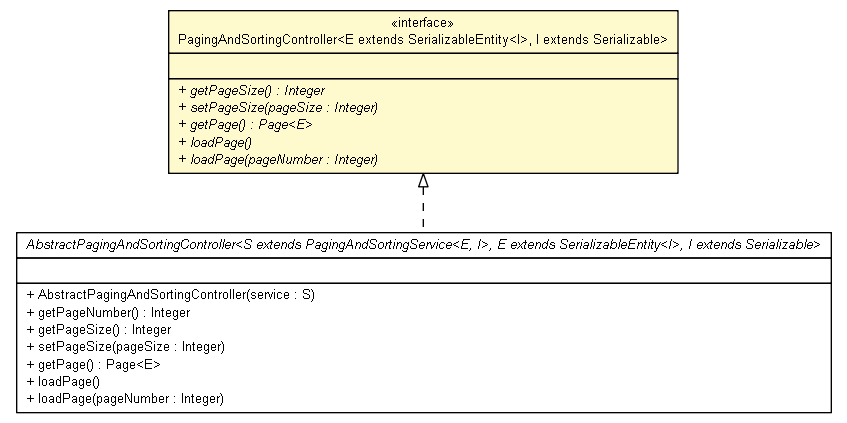 «interface»
PagingAndSortingController<E extends SerializableEntity<I>, I extends Serializable>
+ getPageSize() : Integer
+ setPageSize(pageSize : Integer)
+ getPage() : Page<E>
+ loadPage()
+ loadPage(pageNumber : Integer)
AbstractPagingAndSortingController<S extends PagingAndSortingService<E, I>, E extends SerializableEntity<I>, I extends Serializable>
+ AbstractPagingAndSortingController(service : S)
+ getPageNumber() : Integer
+ getPageSize() : Integer
+ setPageSize(pageSize : Integer)
+ getPage() : Page<E>
+ loadPage()
+ loadPage(pageNumber : Integer)